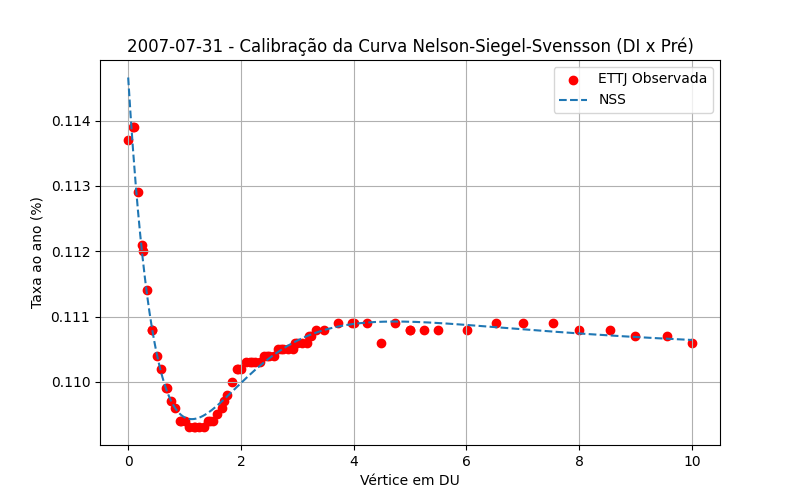 2007-07-31 - Calibração da Curva Nelson-Siegel-Svensson (DI x Pré)
ETTJ Observada
NSS
0.114
0.113
0.112
0.111
0.110
Taxa ao ano (%)
0 2 4 6 8 10
Vértice em DU